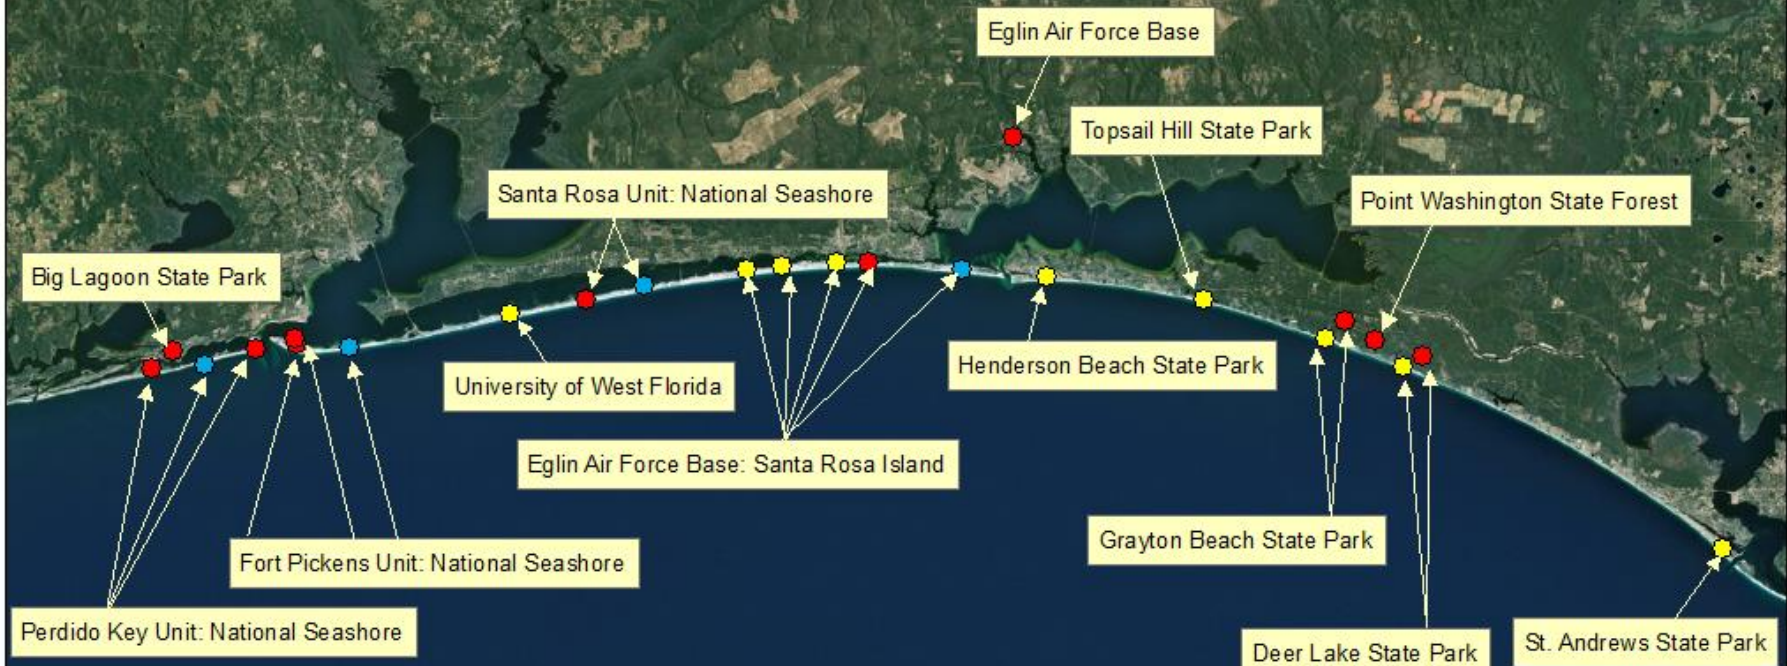 Eglin Air Force Base
Topsail Hill State Park
Santa Rosa Unit: National Seashore
Point Washington State Forest
Big Lagoon State Park
Henderson Beach State Park
University of West Florida
Eglin Air Force Base: Santa Rosa Island
Grayton Beach State Park
Fort Pickens Unit: National Seashore
Perdido Key Unit: National Seashore
St. Andrews State Park
Deer Lake State Park